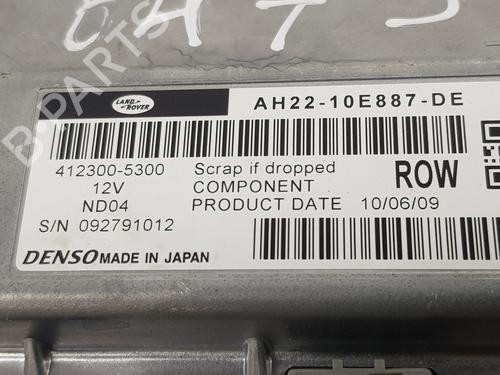 LAND ROVER
AH22-10E887-DE
412300-5300
12V
ND04
S/N 092791012
Scrap if dropped
COMPONENT
PRODUCT DATE 10/06/09
ROW
DENSO MADE IN JAPAN
B-PARTS